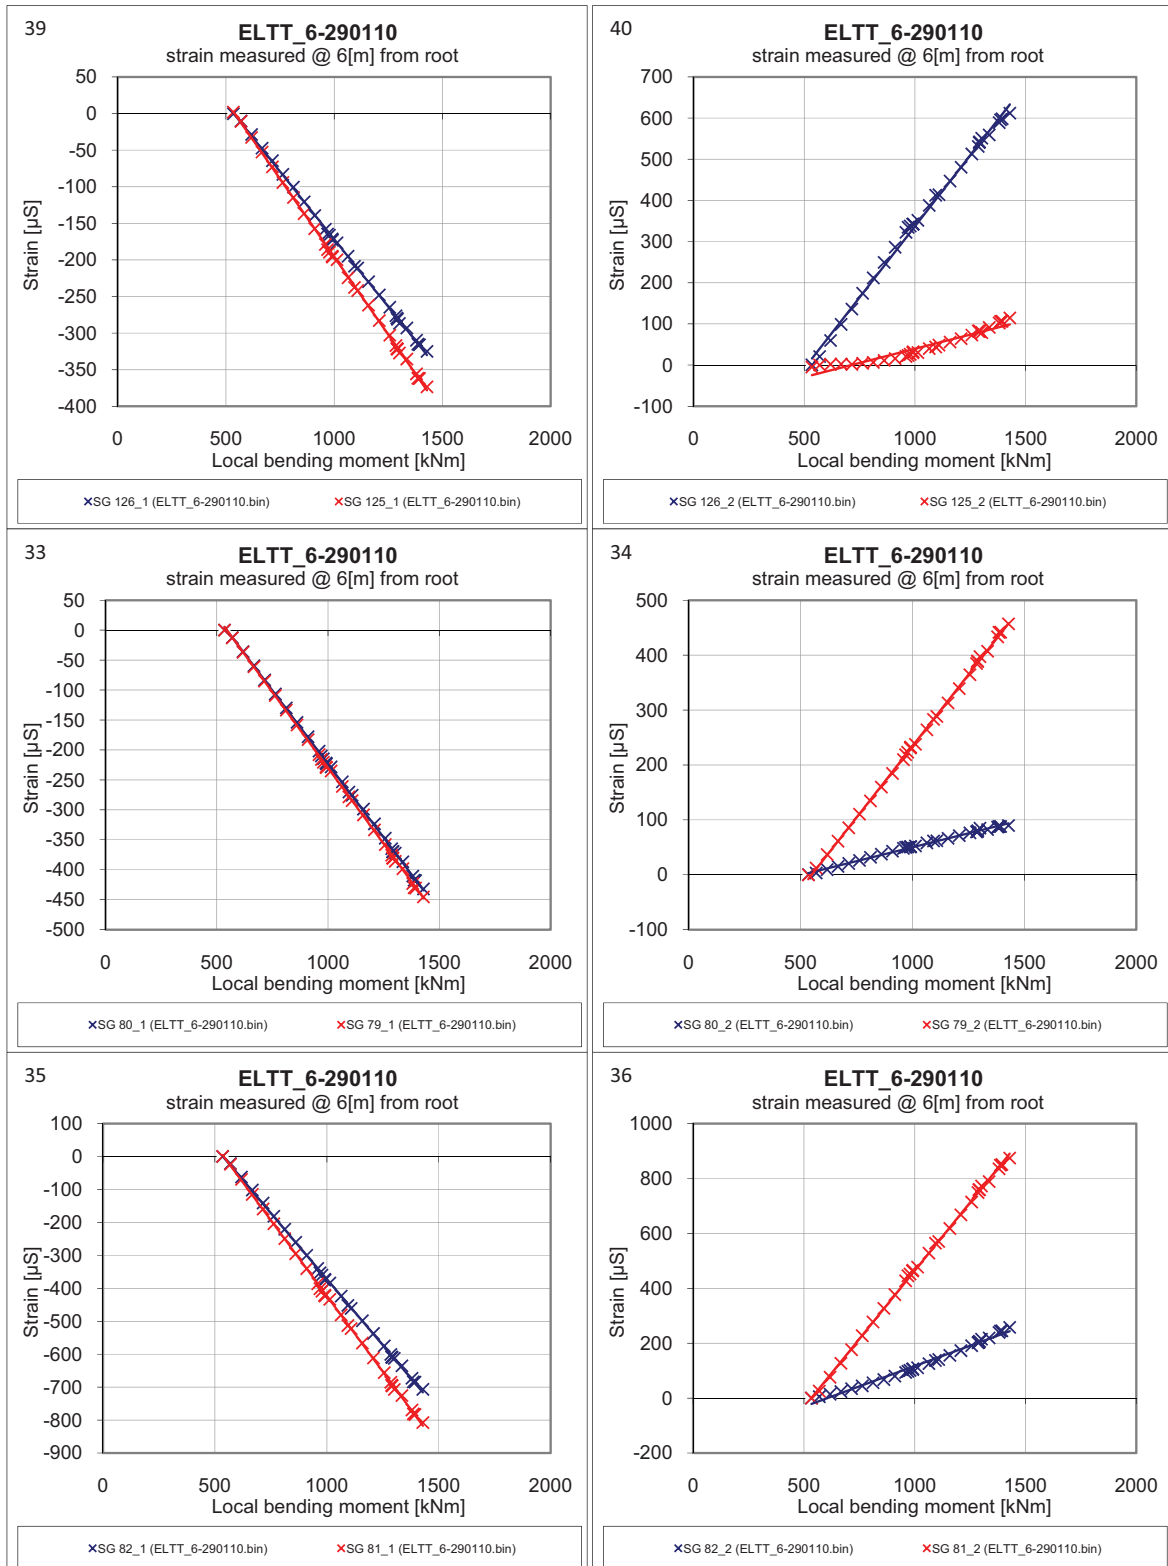 39
ELTT_6-290110
strain measured @ 6[m] from root
50
0
-50
-100
-150
-200
-250
-300
-350
-400
Strain [µS]
0 500 1000 1500 2000
Local bending moment [kNm]
×SG 126_1 (ELTT_6-290110.bin) ×SG 125_1 (ELTT_6-290110.bin)
40
ELTT_6-290110
strain measured @ 6[m] from root
700
600
500
400
300
200
100
0
-100
Strain [µS]
0 500 1000 1500 2000
Local bending moment [kNm]
×SG 126_2 (ELTT_6-290110.bin) ×SG 125_2 (ELTT_6-290110.bin)
33
ELTT_6-290110
strain measured @ 6[m] from root
50
0
-50
-100
-150
-200
-250
-300
-350
-400
-450
-500
Strain [µS]
0 500 1000 1500 2000
Local bending moment [kNm]
×SG 80_1 (ELTT_6-290110.bin) ×SG 79_1 (ELTT_6-290110.bin)
34
ELTT_6-290110
strain measured @ 6[m] from root
500
400
300
200
100
0
-100
Strain [µS]
0 500 1000 1500 2000
Local bending moment [kNm]
×SG 80_2 (ELTT_6-290110.bin) ×SG 79_2 (ELTT_6-290110.bin)
35
ELTT_6-290110
strain measured @ 6[m] from root
100
0
-100
-200
-300
-400
-500
-600
-700
-800
-900
Strain [µS]
0 500 1000 1500 2000
Local bending moment [kNm]
×SG 82_1 (ELTT_6-290110.bin) ×SG 81_1 (ELTT_6-290110.bin)
36
ELTT_6-290110
strain measured @ 6[m] from root
1000
800
600
400
200
0
-200
Strain [µS]
0 500 1000 1500 2000
Local bending moment [kNm]
×SG 82_2 (ELTT_6-290110.bin) ×SG 81_2 (ELTT_6-290110.bin)